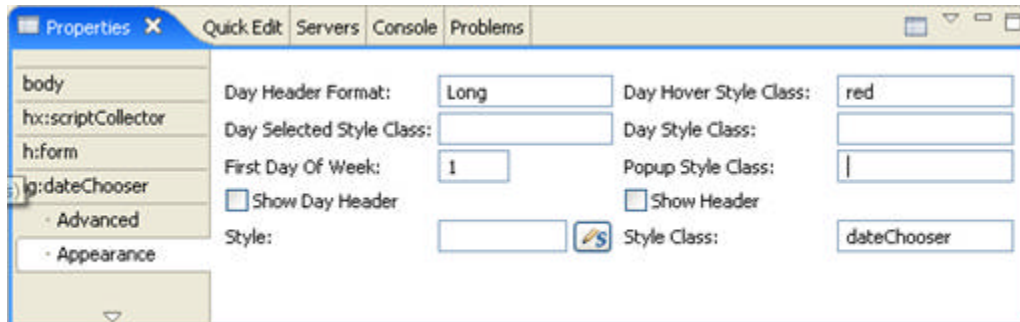 Properties Quick Edit Servers Console Problems
body
hx:scriptCollector
h:form
g:dateChooser
· Advanced
· Appearance
Day Header Format: Long Day Hover Style Class: red
Day Selected Style Class: Day Style Class:
First Day Of Week: 1 Popup Style Class:
Show Day Header Show Header
Style: Style Class: dateChooser